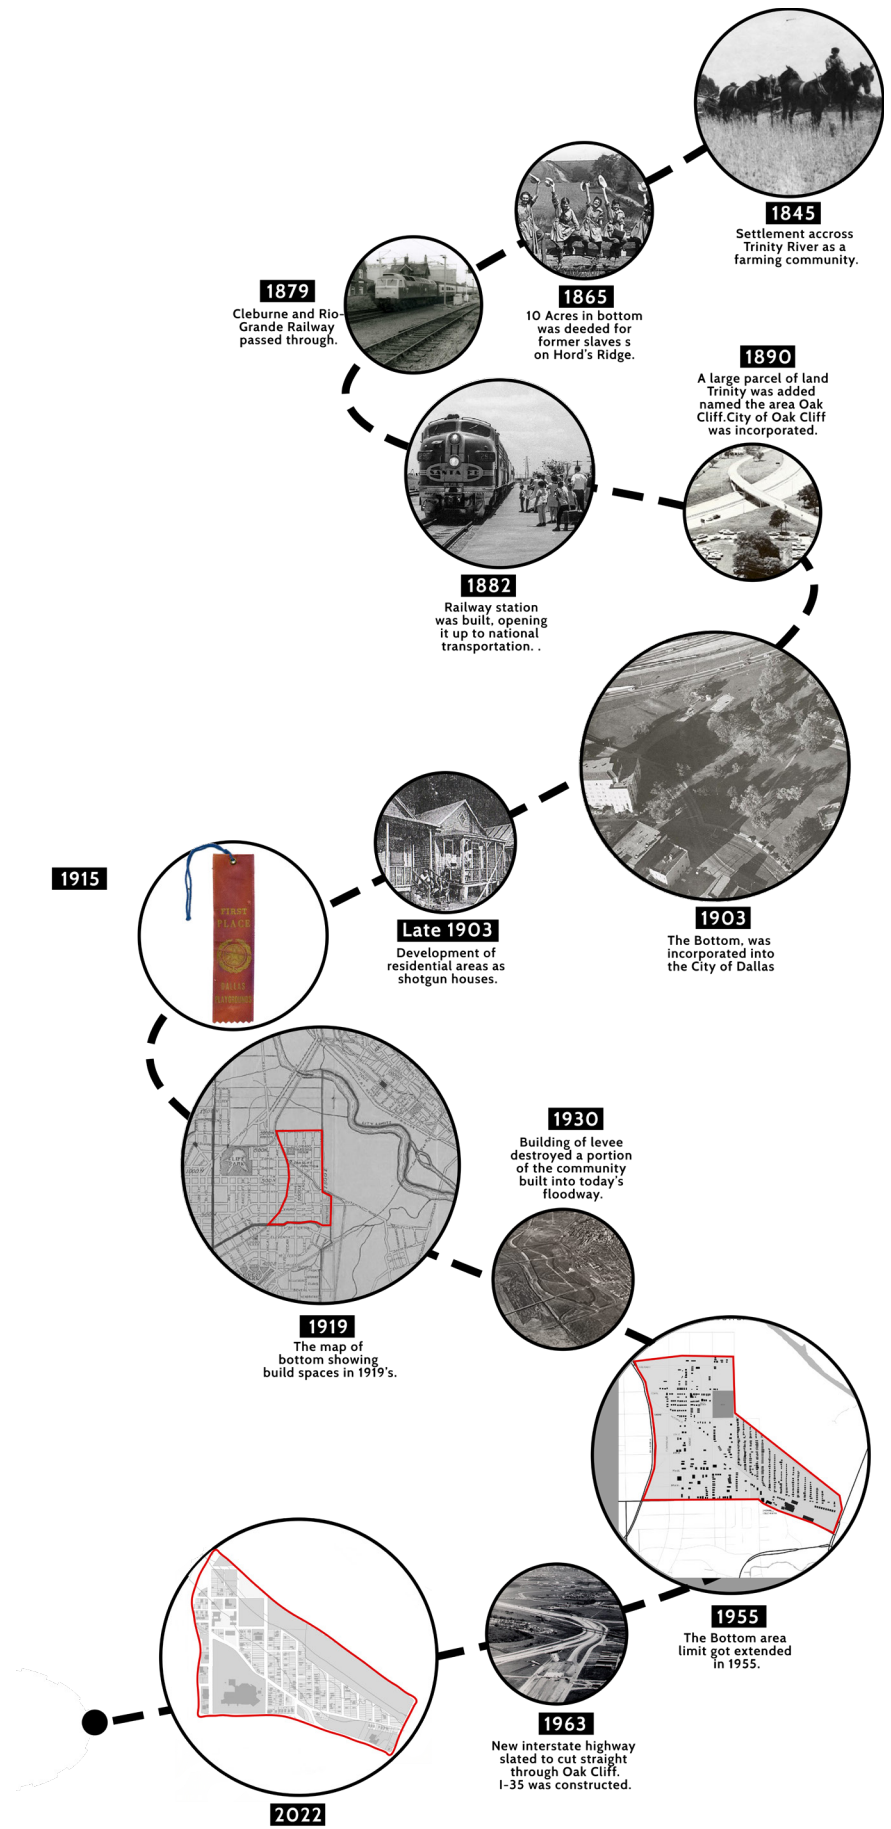 1845
Settlement accross
Trinity River as a
farming community.
1865
10 Acres in bottom
was deeded for
former slaves s
on Hord's Ridge.
1879
Cleburne and Rio-
Grande Railway
passed through.
SANTA FE
1882
Railway station
was built, opening
it up to national
transportation. .
1890
A large parcel of land
Trinity was added
named the area Oak
Cliff.City of Oak Cliff
was incorporated.
1903
The Bottom, was
incorporated into
the City of Dallas
Late 1903
Development of
residential areas as
shotgun houses.
1915
FIRST
PLACE
DALLAS
1919
The map of
bottom showing
build spaces in 1919's.
1930
Building of levee
destroyed a portion
of the community
built into today's
floodway.
1955
The Bottom area
limit got extended
in 1955.
1963
New interstate highway
slated to cut straight
through Oak Cliff.
I-35 was constructed.
2022